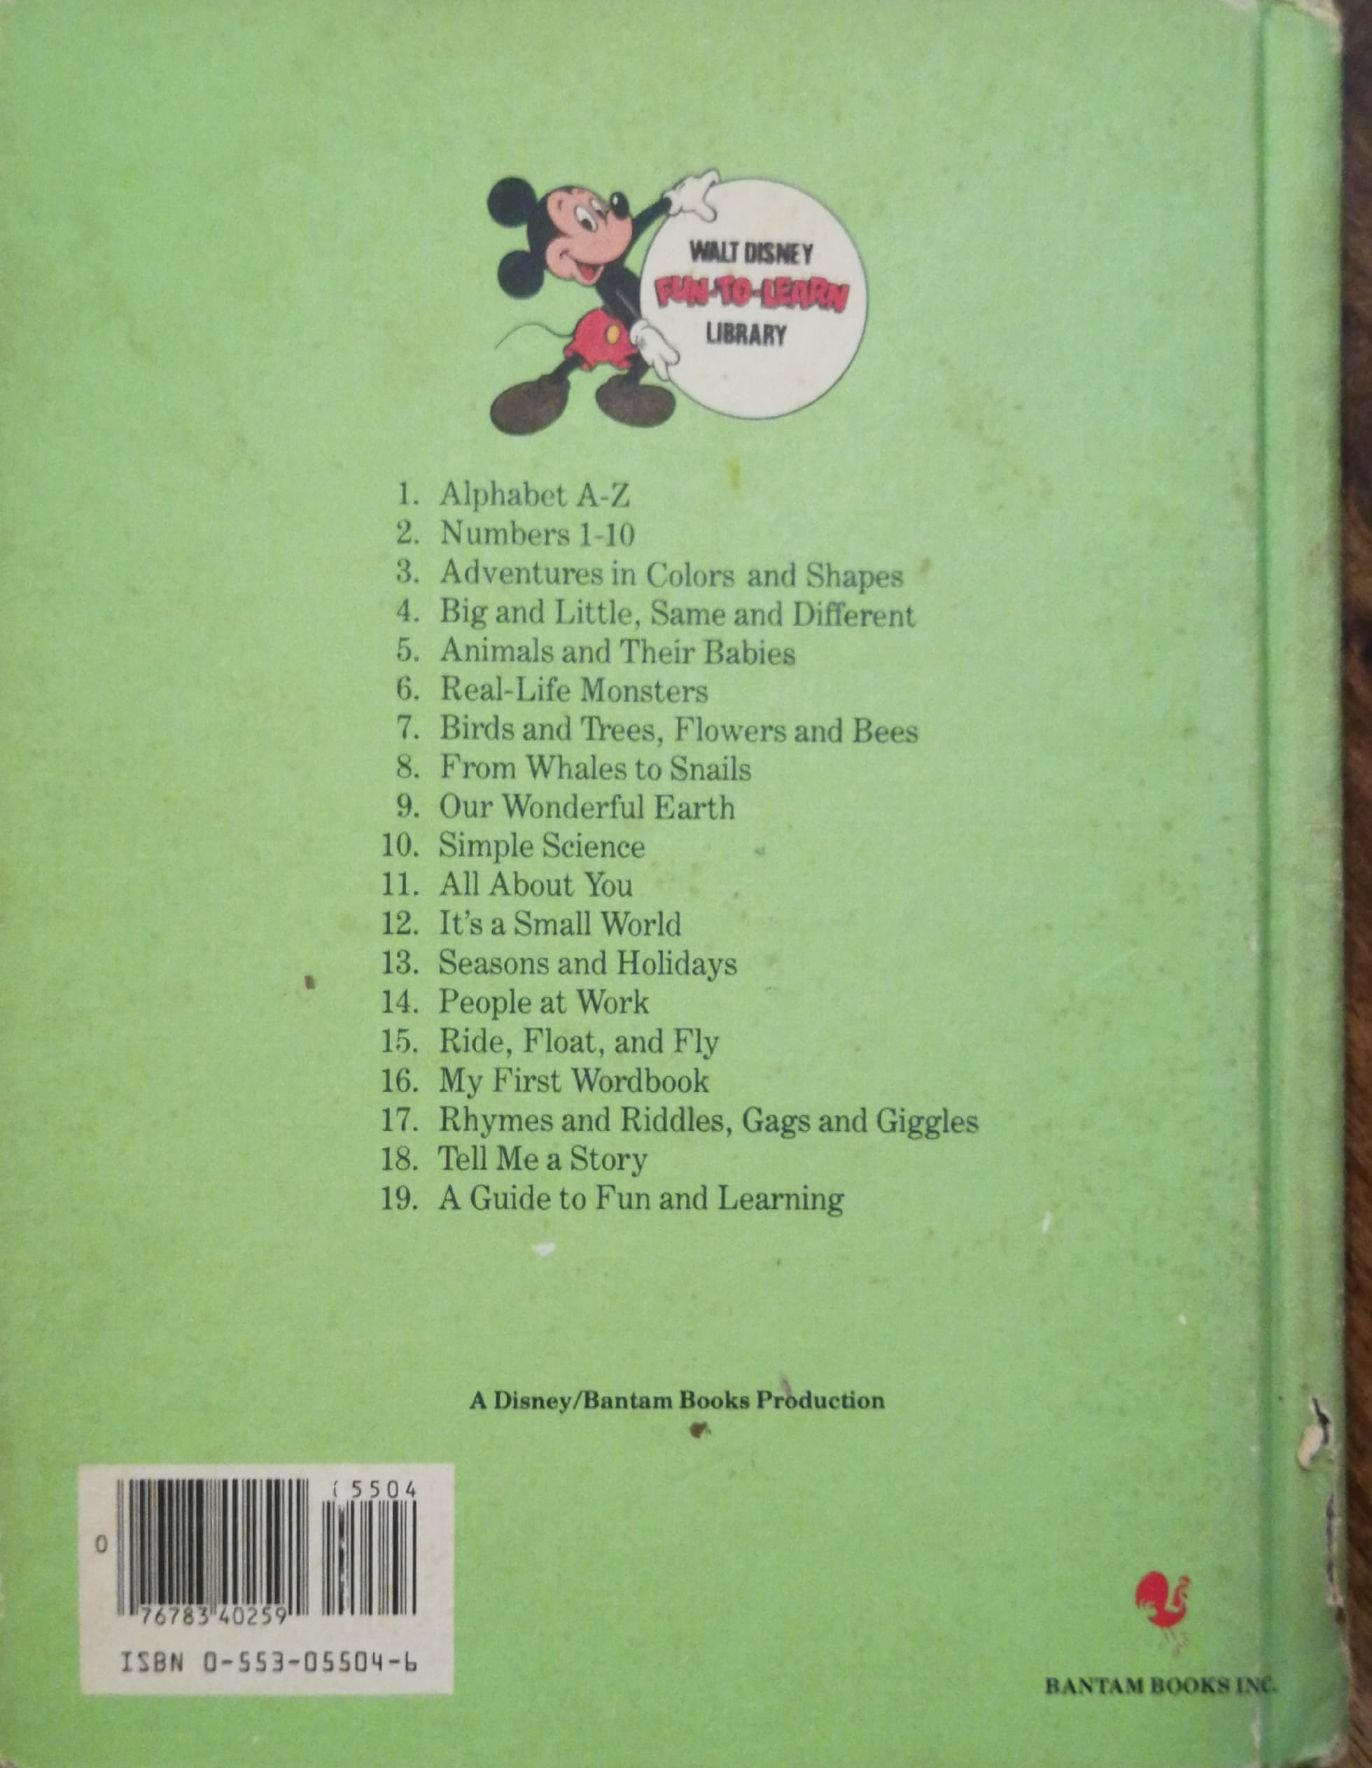 WALT DISNEY
FUN-TO-LEARN
LIBRARY
1. Alphabet A-Z
2. Numbers 1-10
3. Adventures in Colors and Shapes
4. Big and Little, Same and Different
5. Animals and Their Babies
6. Real-Life Monsters
7. Birds and Trees, Flowers and Bees
8. From Whales to Snails
9. Our Wonderful Earth
10. Simple Science
11. All About You
12. It's a Small World
13. Seasons and Holidays
14. People at Work
15. Ride, Float, and Fly
16. My First Wordbook
17. Rhymes and Riddles, Gags and Giggles
18. Tell Me a Story
19. A Guide to Fun and Learning
A Disney/Bantam Books Production
5504
0
76783 40259
ISBN 0-553-05504-6
BANTAM BOOKS INC.